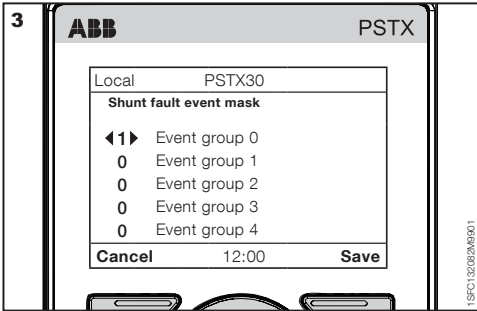 3
ABB PSTX
Local PSTX30
Shunt fault event mask
1 Event group 0
0 Event group 1
0 Event group 2
0 Event group 3
0 Event group 4
Cancel 12:00 Save
1SFC132082M9901